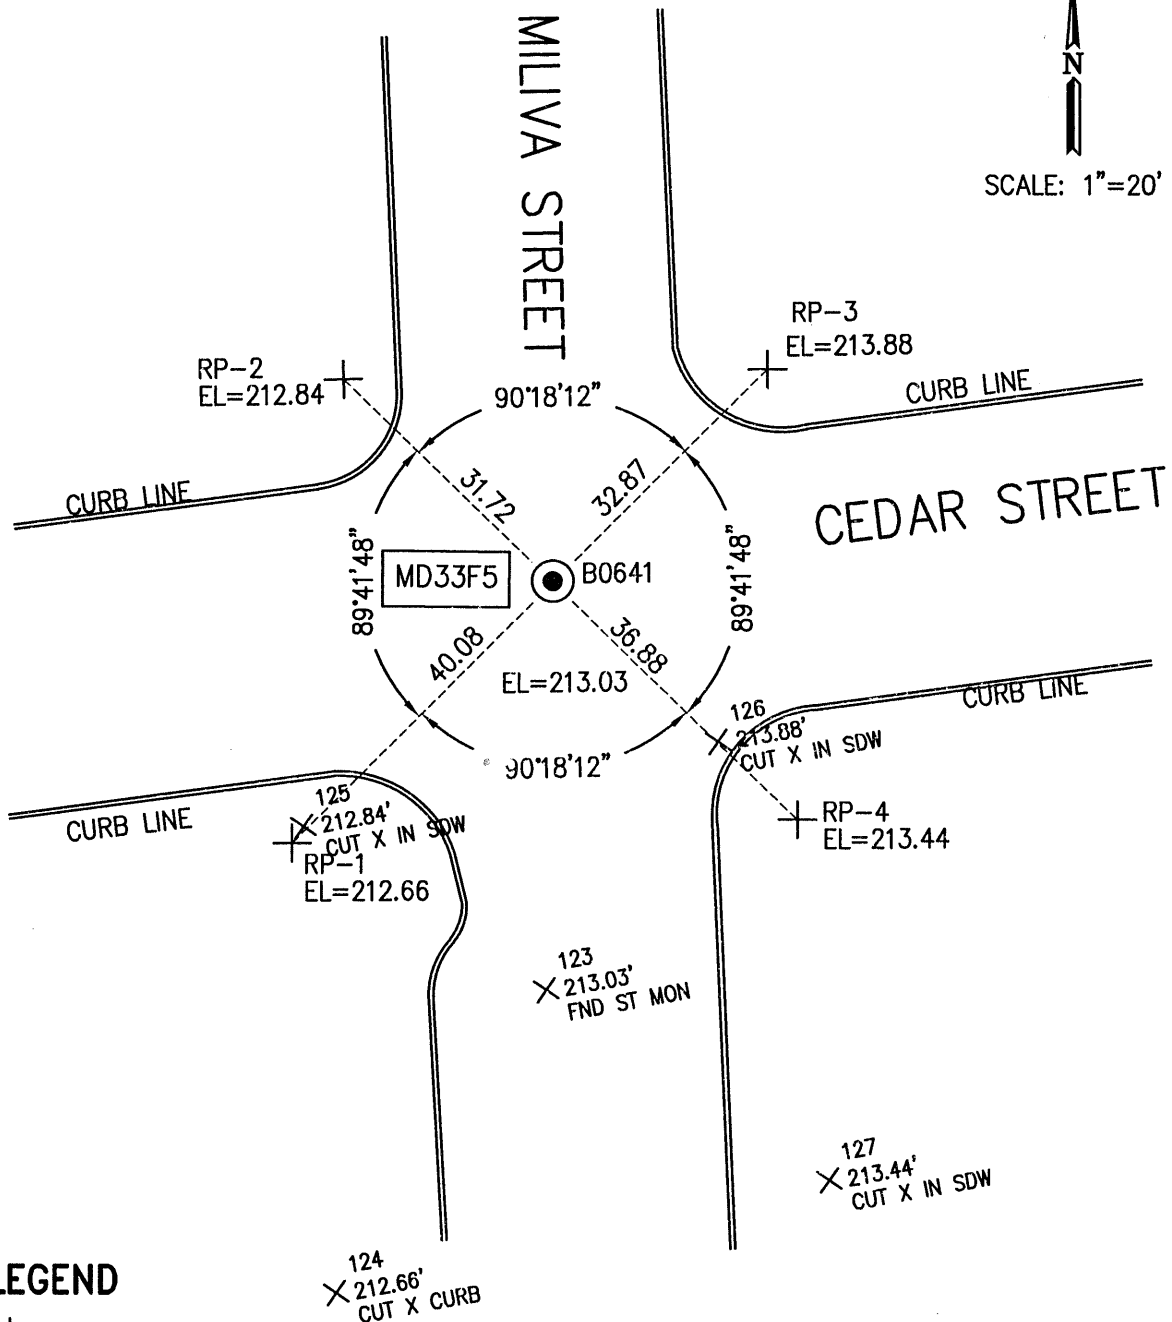 MILIVA STREET
N
SCALE: 1"=20'
RP-3
EL=213.88
RP-2
EL=212.84
CURB LINE
90°18'12"
31.72
32.87
CURB LINE
CEDAR STREET
89°41'48"
MD33F5
B0641
89°41'48"
40.08
36.88
EL=213.03
CURB LINE
126
213.88'
CUT X IN SDW
90°18'12"
125
212.84'
CUT X IN SDW
CURB LINE
RP-4
EL=213.44
RP-1
EL=212.66
123
213.03'
FND ST MON
127
213.44'
CUT X IN SDW
124
212.66'
CUT X CURB
LEGEND